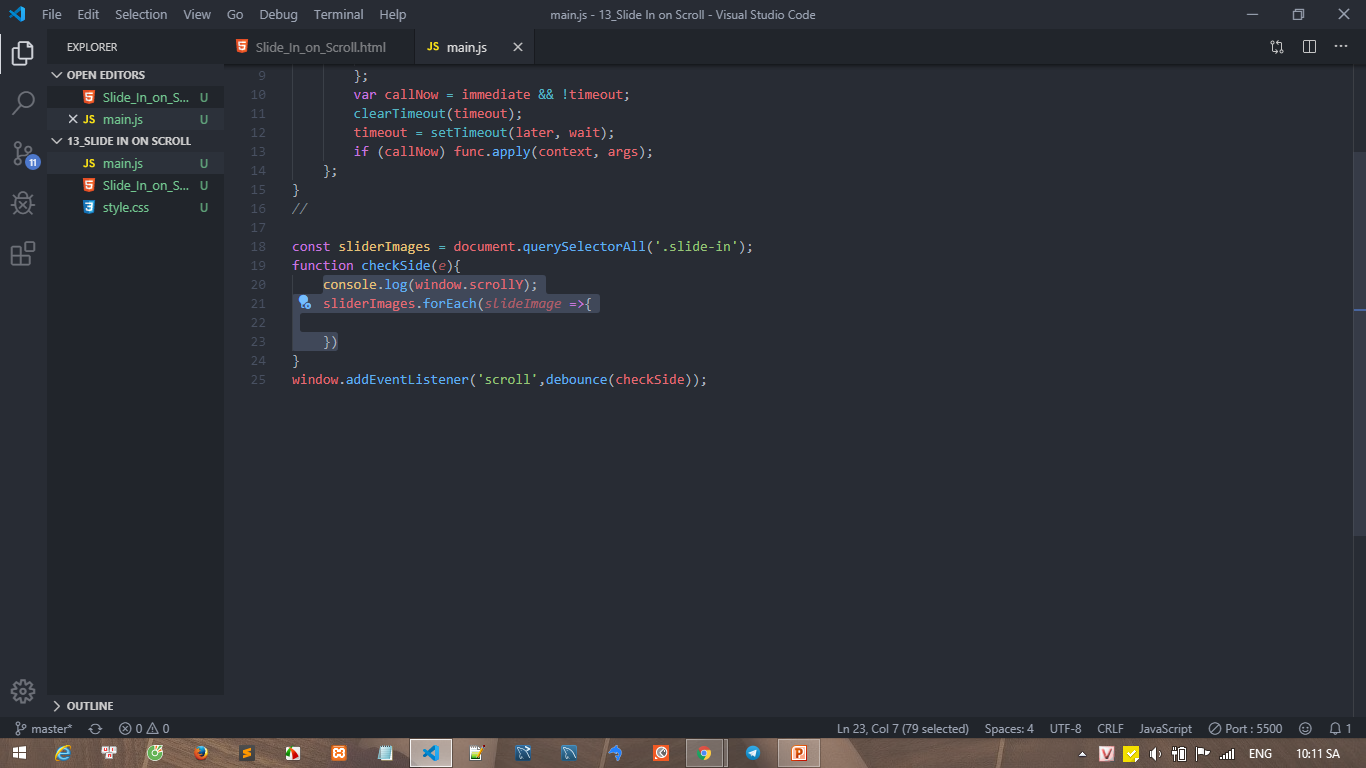 File Edit Selection View Go Debug Terminal Help
main.js - 13_Slide In on Scroll - Visual Studio Code
EXPLORER
OPEN EDITORS
Slide_In_on_S... U
JS main.js U
13_SLIDE IN ON SCROLL
JS main.js U
Slide_In_on_S... U
style.css U
11
OUTLINE
Slide_In_on_Scroll.html
JS main.js
9 };
10 var callNow = immediate && !timeout;
11 clearTimeout(timeout);
12 timeout = setTimeout(later, wait);
13 if (callNow) func.apply(context, args);
14 };
15 }
16 //
17
18 const sliderImages = document.querySelectorAll('.slide-in');
19 function checkSide(e){
20 console.log(window.scrollY);
21 sliderImages.forEach(slideImage =>{
22
23 })
24 }
25 window.addEventListener('scroll',debounce(checkSide));
master* 0 0 Ln 23, Col 7 (79 selected) Spaces: 4 UTF-8 CRLF JavaScript Port : 5500 1
ENG 10:11 SA